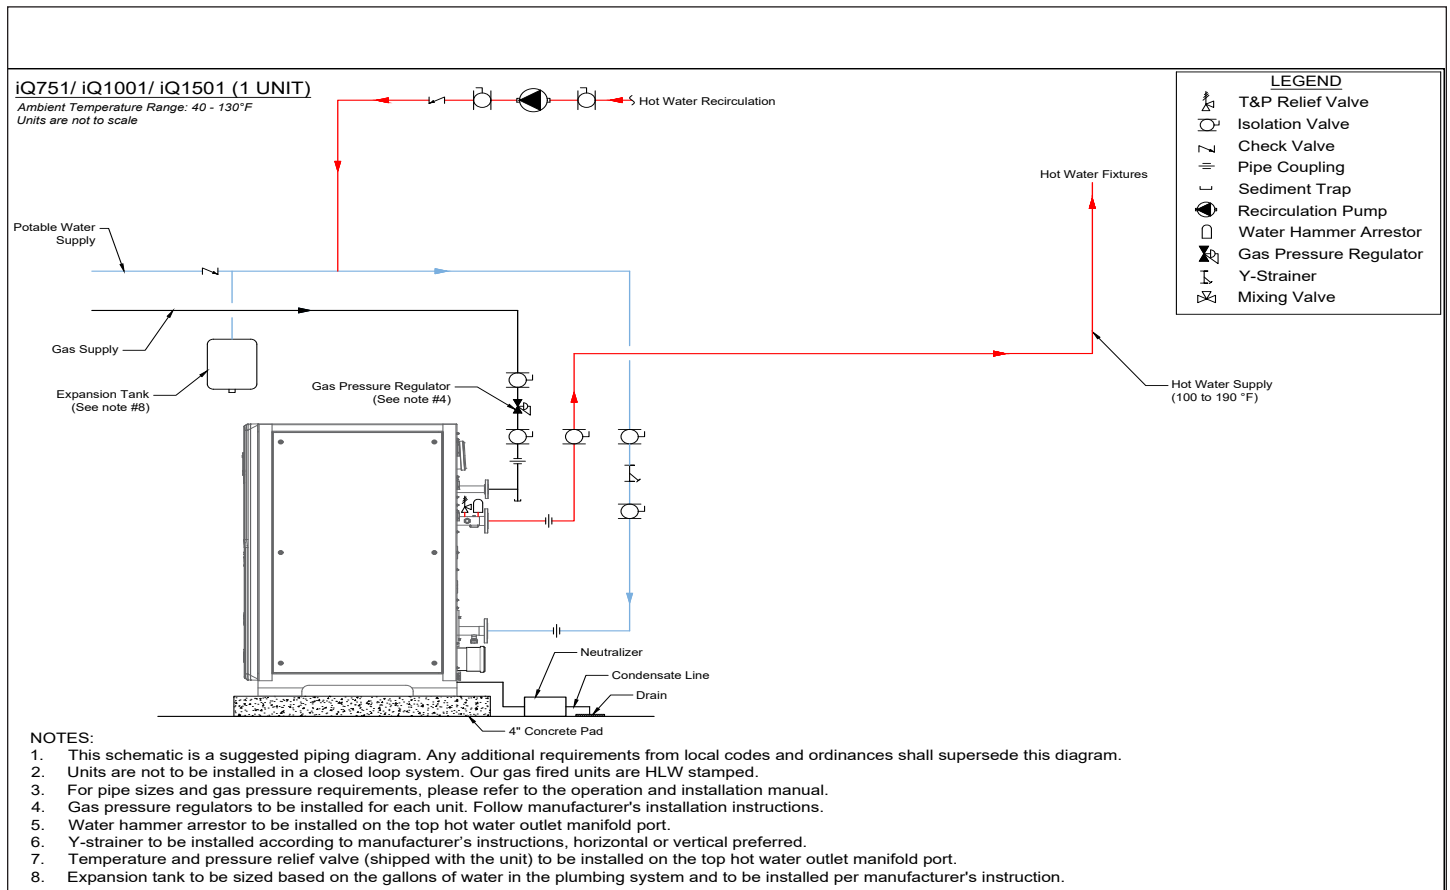 iQ751/ iQ1001/ iQ1501 (1 UNIT)
Ambient Temperature Range: 40 - 130°F
Units are not to scale
Hot Water Recirculation
LEGEND
T&P Relief Valve
Isolation Valve
Check Valve
Pipe Coupling
Sediment Trap
Recirculation Pump
Water Hammer Arrestor
Gas Pressure Regulator
Y-Strainer
Mixing Valve
Hot Water Fixtures
Potable Water
Supply
Gas Supply
Expansion Tank
(See note #8)
Gas Pressure Regulator
(See note #4)
Hot Water Supply
(100 to 190 °F)
Neutralizer
Condensate Line
Drain
4" Concrete Pad
NOTES:
1. This schematic is a suggested piping diagram. Any additional requirements from local codes and ordinances shall supersede this diagram.
2. Units are not to be installed in a closed loop system. Our gas fired units are HLW stamped.
3. For pipe sizes and gas pressure requirements, please refer to the operation and installation manual.
4. Gas pressure regulators to be installed for each unit. Follow manufacturer's installation instructions.
5. Water hammer arrestor to be installed on the top hot water outlet manifold port.
6. Y-strainer to be installed according to manufacturer's instructions, horizontal or vertical preferred.
7. Temperature and pressure relief valve (shipped with the unit) to be installed on the top hot water outlet manifold port.
8. Expansion tank to be sized based on the gallons of water in the plumbing system and to be installed per manufacturer's instruction.